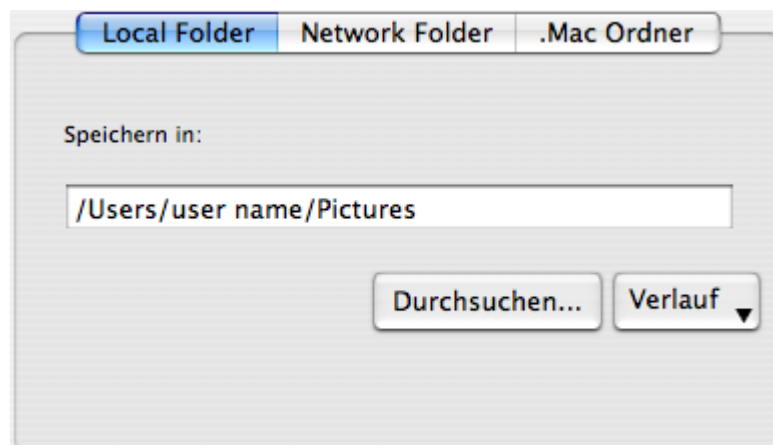 Local Folder Network Folder .Mac Ordner
Speichern in:
/Users/user name/Pictures
Durchsuchen... Verlauf